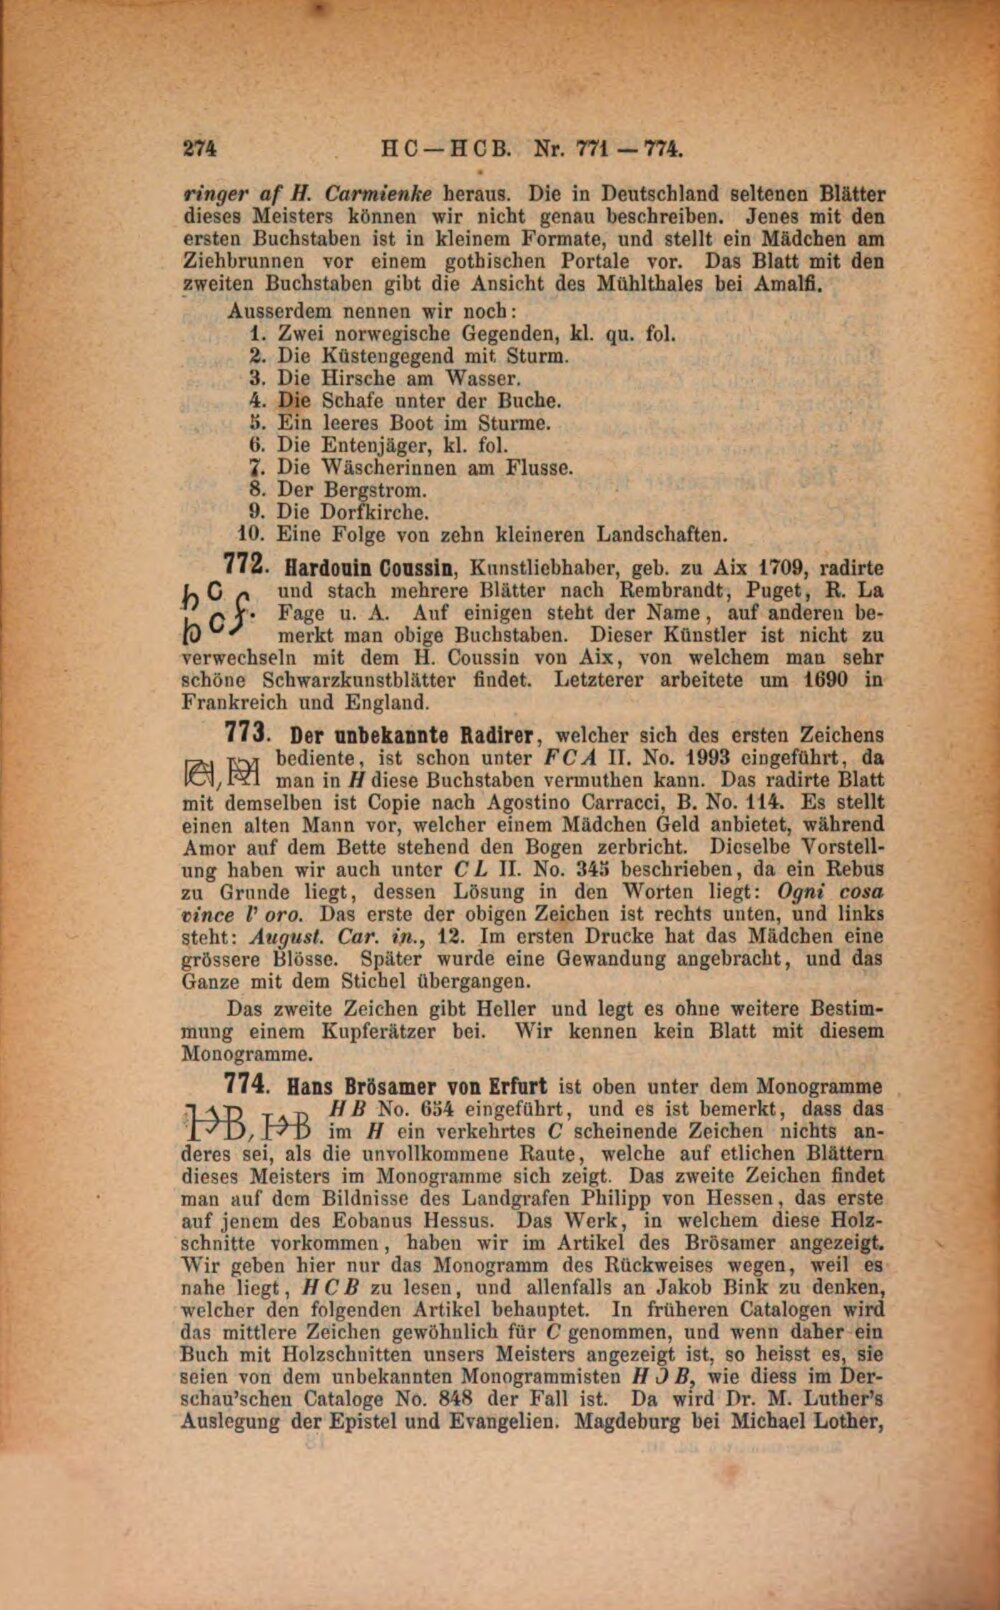 274 HC—HCB. Nr. 771—774.
ringer af H. Carmienke heraus. Die in Deutschland seltenen Blätter
dieses Meisters können wir nicht genau beschreiben. Jenes mit den
ersten Buchstaben ist in kleinem Formate, und stellt ein Mädchen am
Ziehbrunnen vor einem gothischen Portale vor. Das Blatt mit den
zweiten Buchstaben gibt die Ansicht des Mühlthales bei Amalfi.
Ausserdem nennen wir noch:
1. Zwei norwegische Gegenden, kl. qu. fol.
2. Die Küstengegend mit Sturm.
3. Die Hirsche am Wasser.
4. Die Schafe unter der Buche.
5. Ein leeres Boot im Sturme.
6. Die Entenjäger, kl. fol.
7. Die Wäscherinnen am Flusse.
8. Der Bergstrom.
9. Die Dorfkirche.
10. Eine Folge von zehn kleineren Landschaften.
772. Hardouin Coussin, Kunstliebhaber, geb. zu Aix 1709, radirte
h C und stach mehrere Blätter nach Rembrandt, Puget, R. La
h c f. Fage u. A. Auf einigen steht der Name, auf anderen be-
merkt man obige Buchstaben. Dieser Künstler ist nicht zu
verwechseln mit dem H. Coussin von Aix, von welchem man sehr
schöne Schwarzkunstblätter findet. Letzterer arbeitete um 1690 in
Frankreich und England.
773. Der unbekannte Radirer, welcher sich des ersten Zeichens
bediente, ist schon unter FCA II. No. 1993 eingeführt, da
man in H diese Buchstaben vermuthen kann. Das radirte Blatt
mit demselben ist Copie nach Agostino Carracci, B. No. 114. Es stellt
einen alten Mann vor, welcher einem Mädchen Geld anbietet, während
Amor auf dem Bette stehend den Bogen zerbricht. Dieselbe Vorstell-
ung haben wir auch unter CL II. No. 345 beschrieben, da ein Rebus
zu Grunde liegt, dessen Lösung in den Worten liegt: Ogni cosa
vince l' oro. Das erste der obigen Zeichen ist rechts unten, und links
steht: August. Car. in., 12. Im ersten Drucke hat das Mädchen eine
grössere Blösse. Später wurde eine Gewandung angebracht, und das
Ganze mit dem Stichel übergangen.
Das zweite Zeichen gibt Heller und legt es ohne weitere Bestim-
mung einem Kupferätzer bei. Wir kennen kein Blatt mit diesem
Monogramme.
774. Hans Brösamer von Erfurt ist oben unter dem Monogramme
HB No. 654 eingeführt, und es ist bemerkt, dass das
im H ein verkehrtes C scheinende Zeichen nichts an-
deres sei, als die unvollkommene Raute, welche auf etlichen Blättern
dieses Meisters im Monogramme sich zeigt. Das zweite Zeichen findet
man auf dem Bildnisse des Landgrafen Philipp von Hessen, das erste
auf jenem des Eobanus Hessus. Das Werk, in welchem diese Holz-
schnitte vorkommen, haben wir im Artikel des Brösamer angezeigt.
Wir geben hier nur das Monogramm des Rückweises wegen, weil es
nahe liegt, HCB zu lesen, und allenfalls an Jakob Bink zu denken,
welcher den folgenden Artikel behauptet. In früheren Catalogen wird
das mittlere Zeichen gewöhnlich für C genommen, und wenn daher ein
Buch mit Holzschnitten unsers Meisters angezeigt ist, so heisst es, sie
seien von dem unbekannten Monogrammisten H Ɔ B, wie diess im Der-
schau'schen Cataloge No. 848 der Fall ist. Da wird Dr. M. Luther's
Auslegung der Epistel und Evangelien. Magdeburg bei Michael Lother,